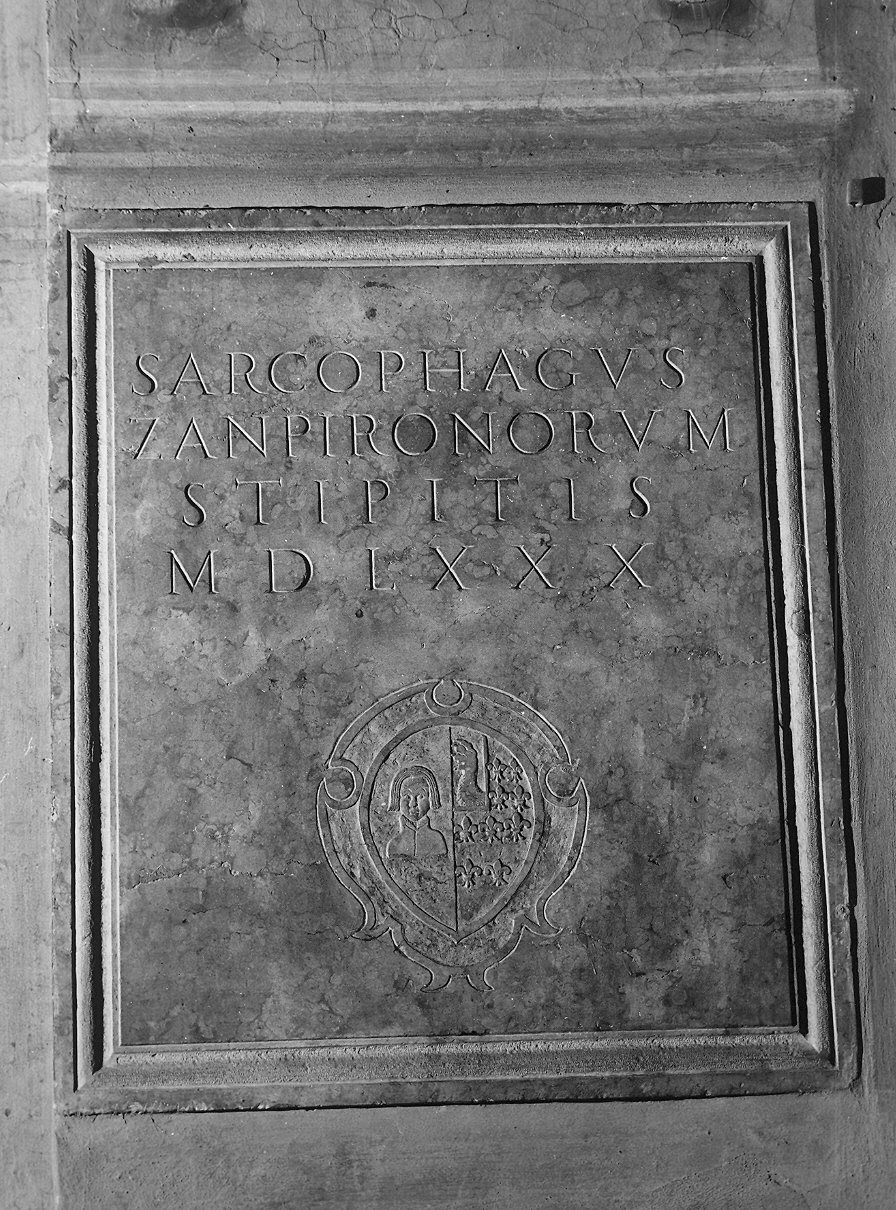 SARCOPHAGVS
ZANPIRONORVM
STIPITIS
MDLXXX